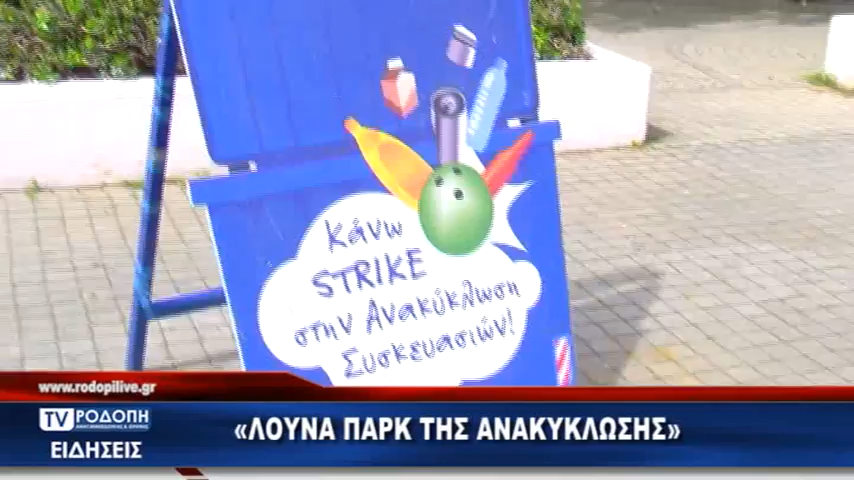 Κάνω
STRIKE
στην Ανακύκλωση
Συσκευασιών!
www.rodopilive.gr
TV ΡΟΔΟΠΗ
ΕΙΔΗΣΕΙΣ
«ΛΟΥΝΑ ΠΑΡΚ ΤΗΣ ΑΝΑΚΥΚΛΩΣΗΣ»